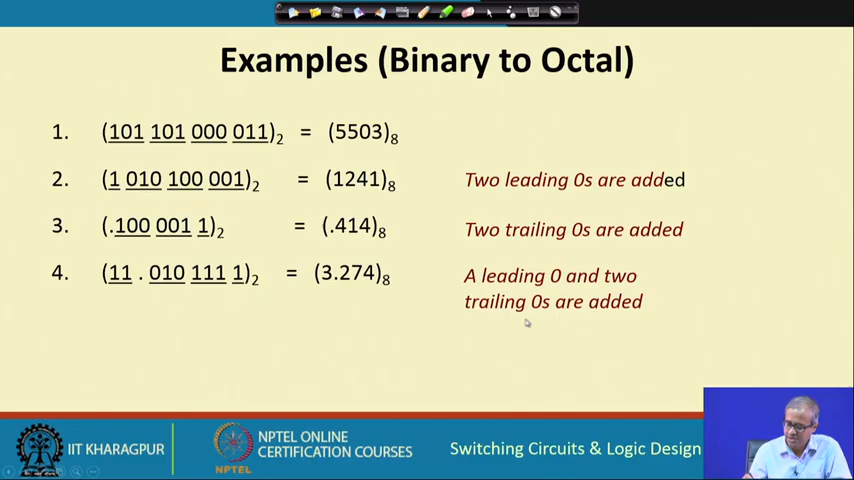 Examples (Binary to Octal)
1. (101 101 000 011)₂ = (5503)₈
2. (1 010 100 001)₂ = (1241)₈ Two leading 0s are added
3. (.100 001 1)₂ = (.414)₈ Two trailing 0s are added
4. (11 . 010 111 1)₂ = (3.274)₈ A leading 0 and two
trailing 0s are added
IIT KHARAGPUR
NPTEL
NPTEL ONLINE
CERTIFICATION COURSES
Switching Circuits & Logic Design